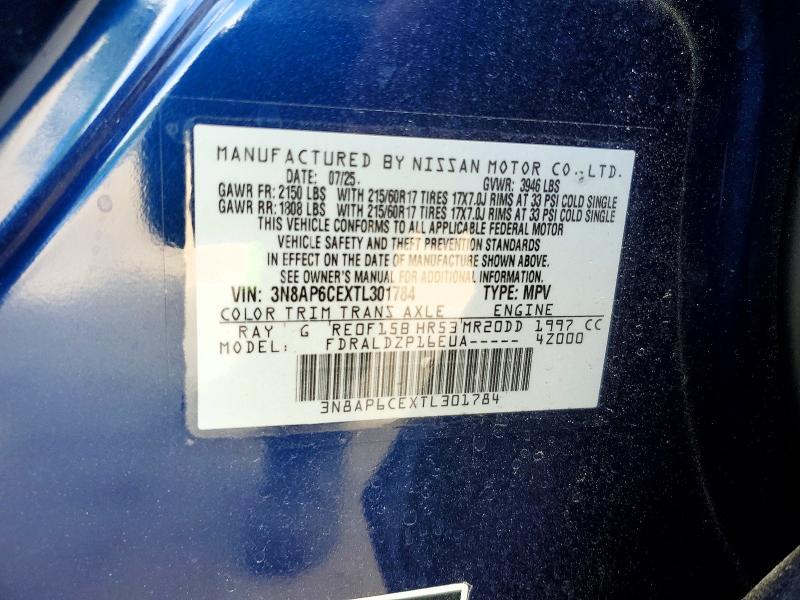 MANUFACTURED BY NISSAN MOTOR CO.,LTD.
DATE: 07/25. GVWR: 3946 LBS
GAWR FR: 2150 LBS WITH 215/60R17 TIRES 17X7.0J RIMS AT 33 PSI COLD SINGLE
GAWR RR: 1808 LBS WITH 215/60R17 TIRES 17X7.0J RIMS AT 33 PSI COLD SINGLE
THIS VEHICLE CONFORMS TO ALL APPLICABLE FEDERAL MOTOR
VEHICLE SAFETY AND THEFT PREVENTION STANDARDS
IN EFFECT ON THE DATE OF MANUFACTURE SHOWN ABOVE.
SEE OWNER'S MANUAL FOR ADDITIONAL INFORMATION
VIN: 3N8AP6CEXTL301784 TYPE: MPV
COLOR TRIM TRANS AXLE ENGINE
RAY G RE0F15B HR53 MR20DD 1997 CC
MODEL: FDRALDZP16EUA----- 4Z000
3N8AP6CEXTL301784